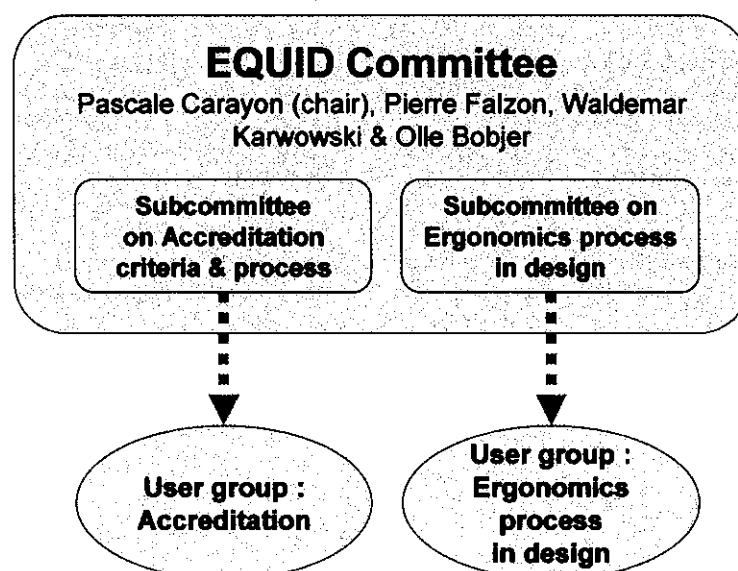 EQUID Committee
Pascale Carayon (chair), Pierre Falzon, Waldemar
Karwowski & Olle Bobjer
Subcommittee
on Accreditation
criteria & process
Subcommittee on
Ergonomics process
in design
User group :
Accreditation
User group :
Ergonomics
process
in design